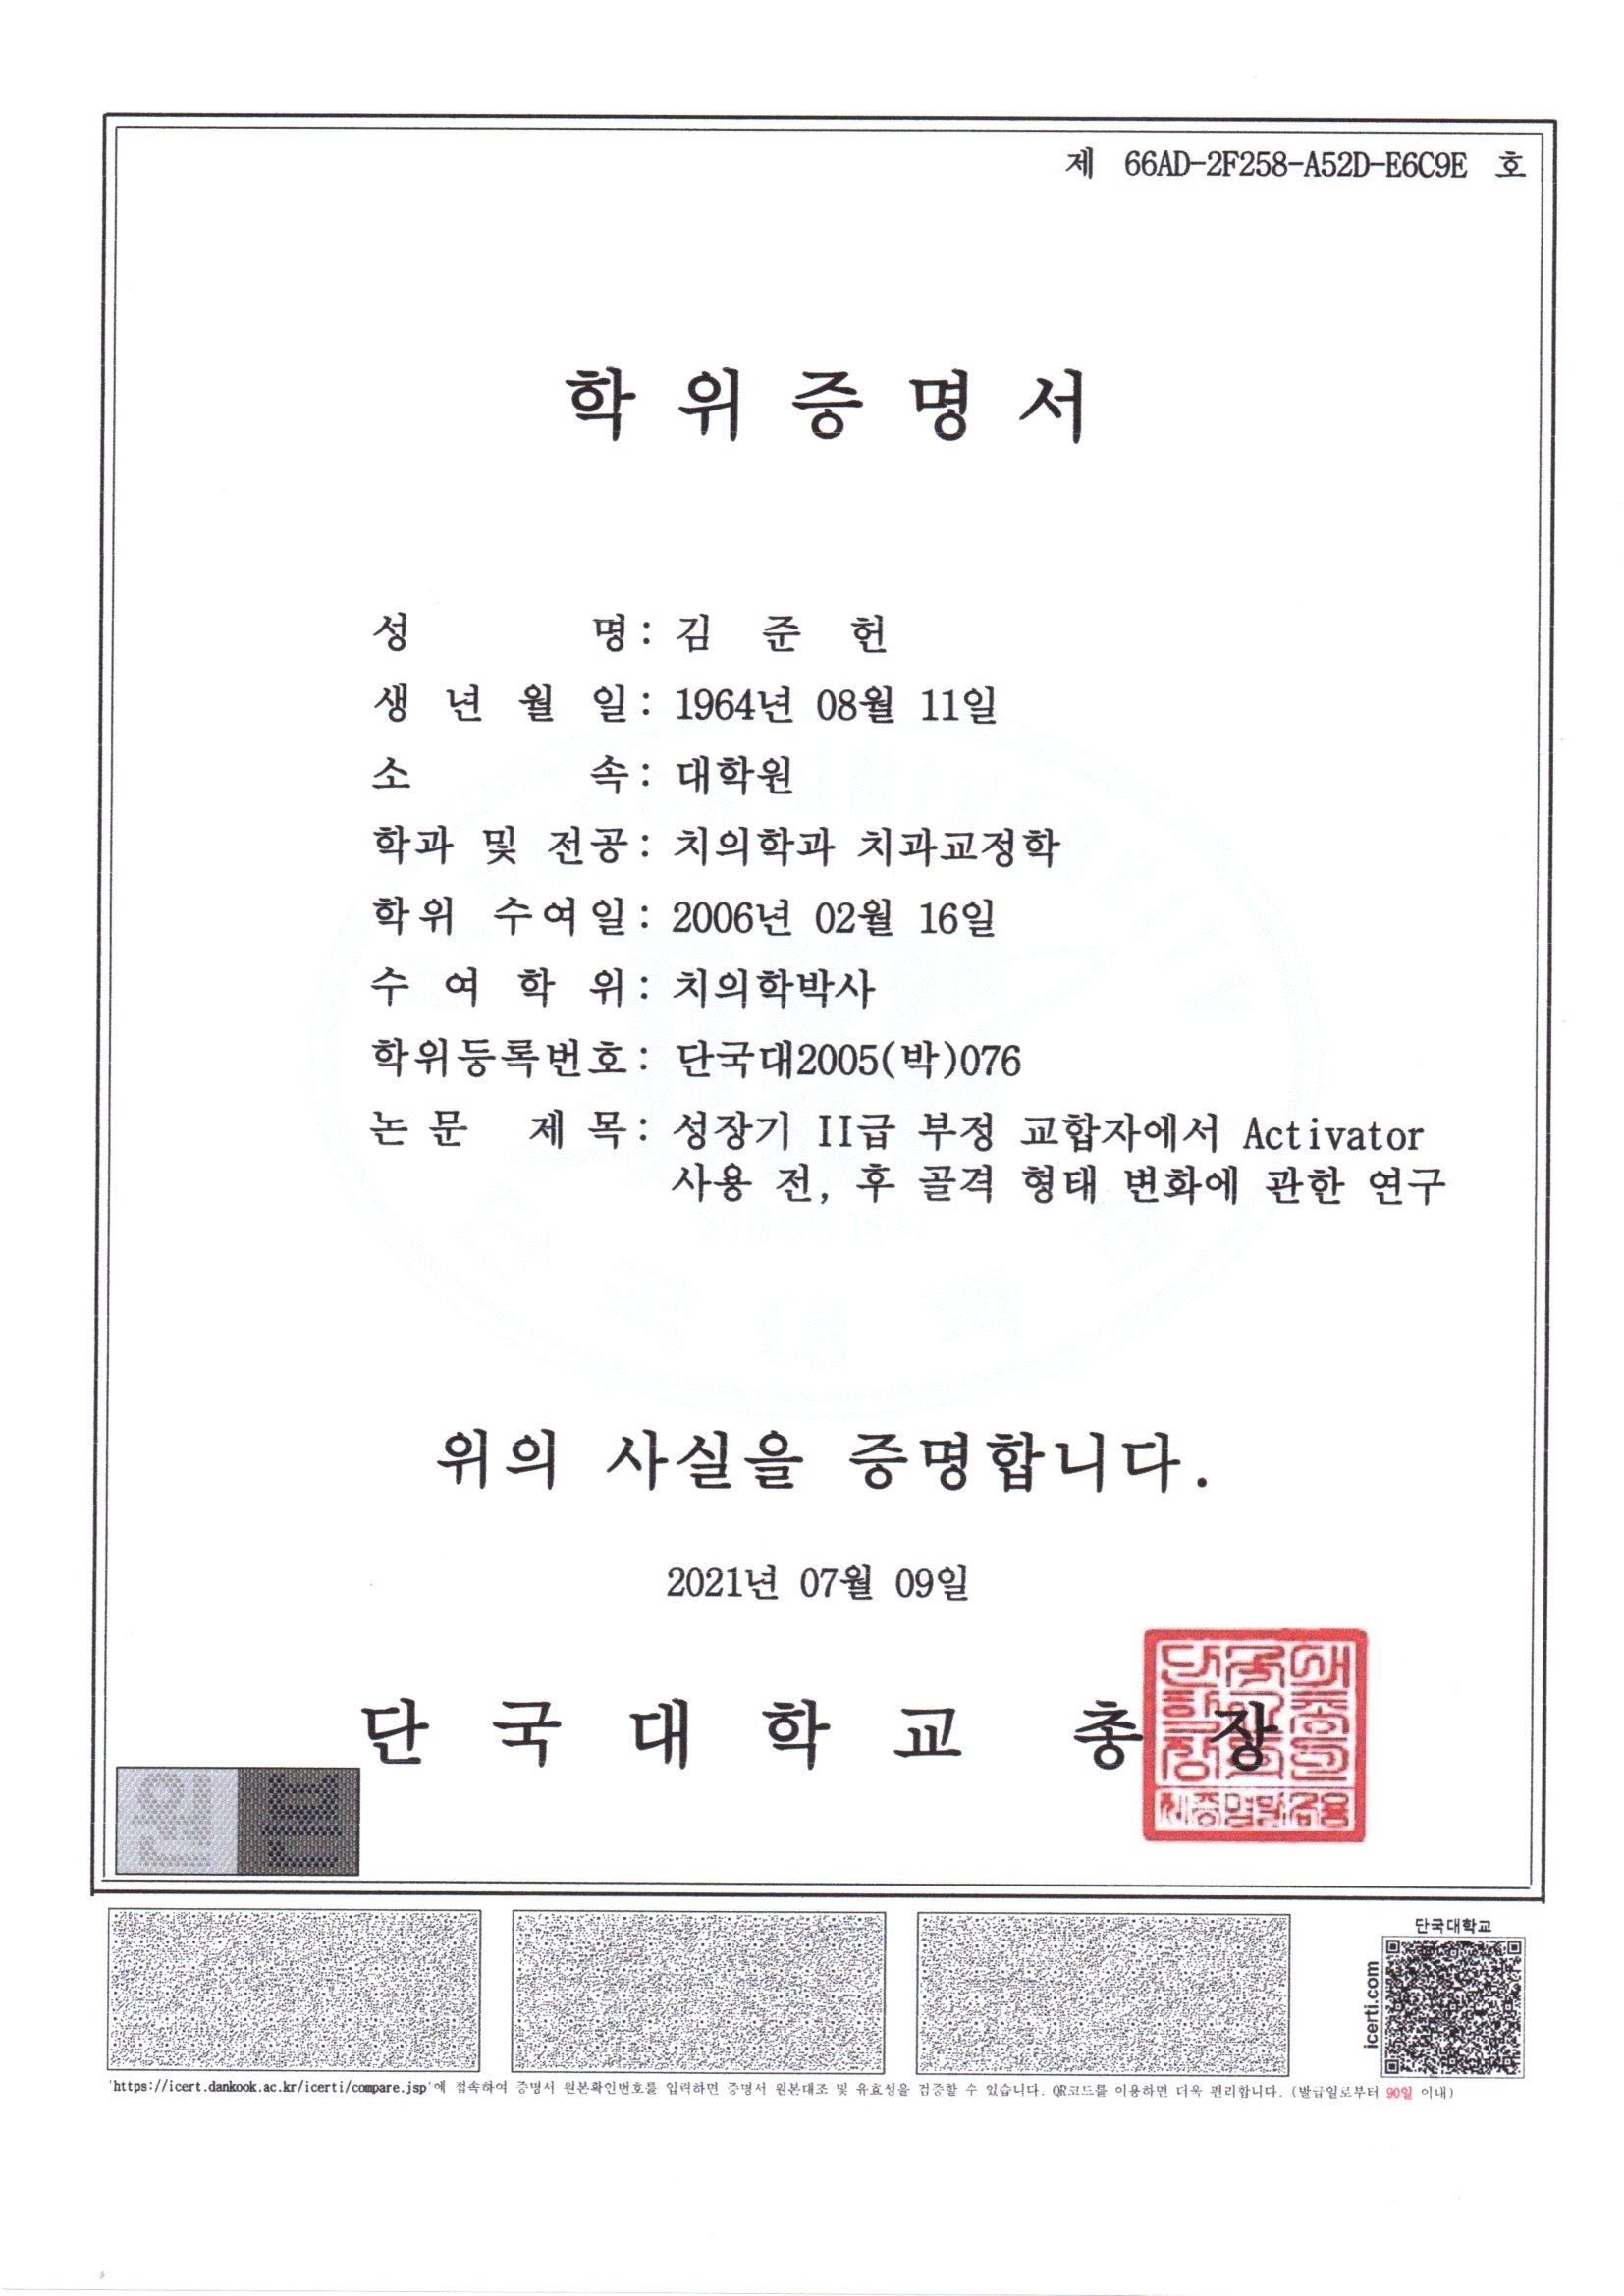 제 66AD-2F258-A52D-E6C9E 호
학 위 증 명 서
성 명: 김 준 헌
생 년 월 일: 1964년 08월 11일
소 속: 대학원
학과 및 전공: 치의학과 치과교정학
학위 수여일: 2006년 02월 16일
수 여 학 위: 치의학박사
학위등록번호: 단국대2005(박)076
논 문 제 목: 성장기 II급 부정 교합자에서 Activator
사용 전, 후 골격 형태 변화에 관한 연구
위의 사실을 증명합니다.
2021년 07월 09일
단 국 대 학 교 총 장
원본
단국대학교
icerti.com
'https://icert.dankook.ac.kr/icerti/compare.jsp'에 접속하여 증명서 원본확인번호를 입력하면 증명서 원본대조 및 유효성을 검증할 수 있습니다. QR코드를 이용하면 더욱 편리합니다. (발급일로부터 90일 이내)